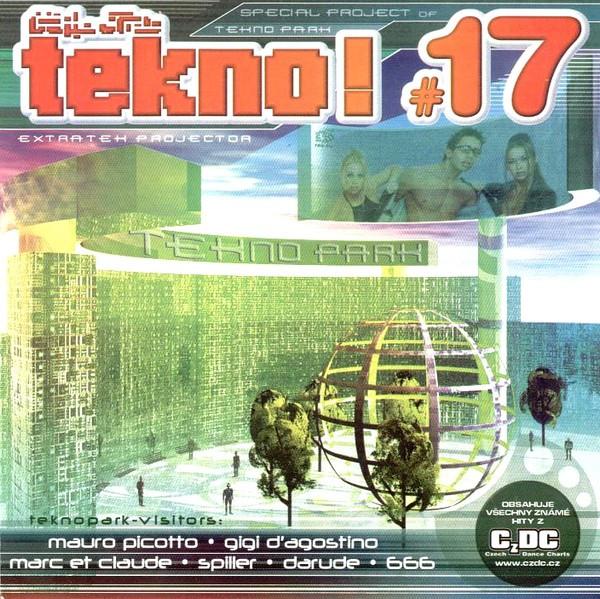 SPECIAL PROJECT OF
TEKNO PARK
tekno! #17
EXTRATEK PROJECTOR
TEKNO PARK
teknopark-visitors:
mauro picotto • gigi d'agostino
marc et claude • spiller • darude • 666
OBSAHUJE
VŠECHNY ZNÁMÉ
HITY Z
CzDC
Czech Dance Charts
www.czdc.cz